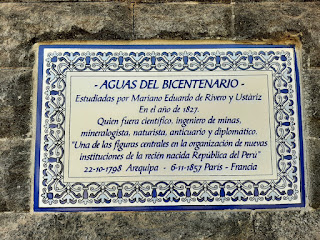 - AGUAS DEL BICENTENARIO -
Estudiadas por Mariano Eduardo de Rivero y Ustáriz
En el año de 1827.
Quien fuera científico, ingeniero de minas,
mineralogista, naturista, anticuario y diplomático.
"Una de las figuras centrales en la organización de nuevas
instituciones de la recién nacida República del Perú"
22-10-1798 Arequipa - 6-11-1857 París - Francia